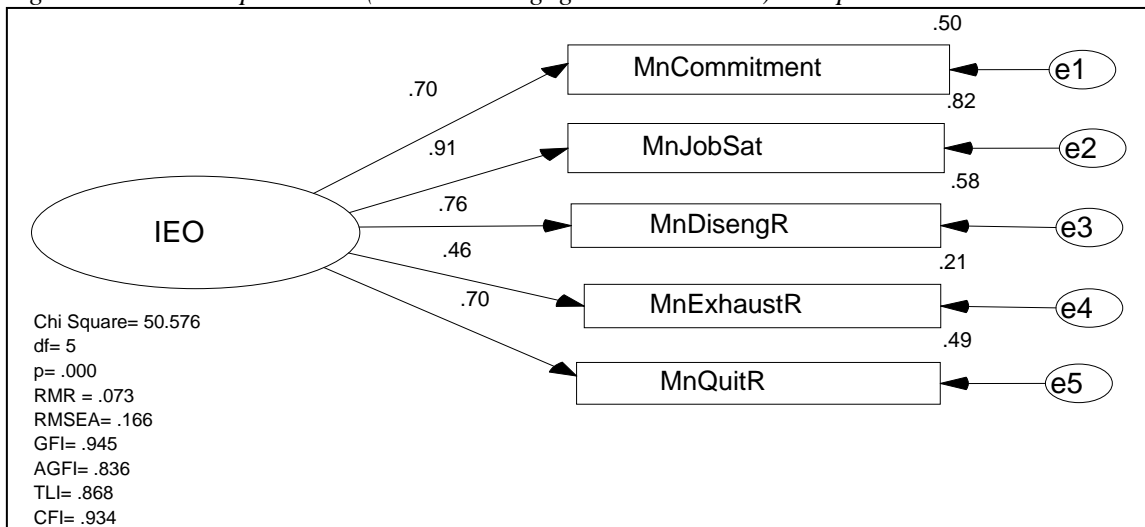 .50
MnCommitment
e1
.70
.82
.91
MnJobSat
e2
.58
.76
MnDisengR
e3
IEO
.46
.21
MnExhaustR
e4
.70
.49
MnQuitR
e5
Chi Square= 50.576
df= 5
p= .000
RMR = .073
RMSEA= .166
GFI= .945
AGFI= .836
TLI= .868
CFI= .934